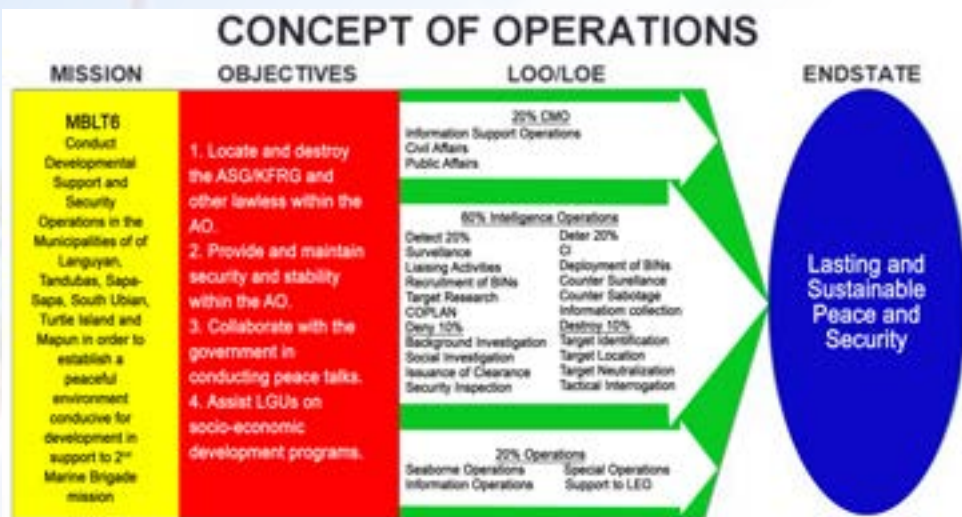 CONCEPT OF OPERATIONS
MISSION
OBJECTIVES
LOO/LOE
ENDSTATE
MBLT6
Conduct
Developmental
Support and
Security
Operations in the
Municipalities of of
Languyan,
Tandubas, Sapa-
Sapa, South Ubian,
Turtle Island and
Mapun in order to
establish a
peaceful
environment
conducive for
development in
support to 2nd
Marine Brigade
mission
1. Locate and destroy
the ASG/KFRG and
other lawless within the
AO.
2. Provide and maintain
security and stability
within the AO.
3. Collaborate with the
government in
conducting peace talks.
4. Assist LGUs on
socio-economic
development programs.
20% CMO
Information Support Operations
Civil Affairs
Public Affairs
60% Intelligence Operations
Detect 20%
Surveillance
Liaising Activities
Recruitment of BINs
Target Research
COPLAN
Deny 10%
Background Investigation
Social Investigation
Issuance of Clearance
Security Inspection
Deter 20%
CI
Deployment of BINs
Counter Surellance
Counter Sabotage
Informatiom collection
Destroy 10%
Target Identification
Target Location
Target Neutralization
Tactical Interrogation
20% Operations
Seaborne Operations
Information Operations
Special Operations
Support to LEO
Lasting and
Sustainable
Peace and
Security